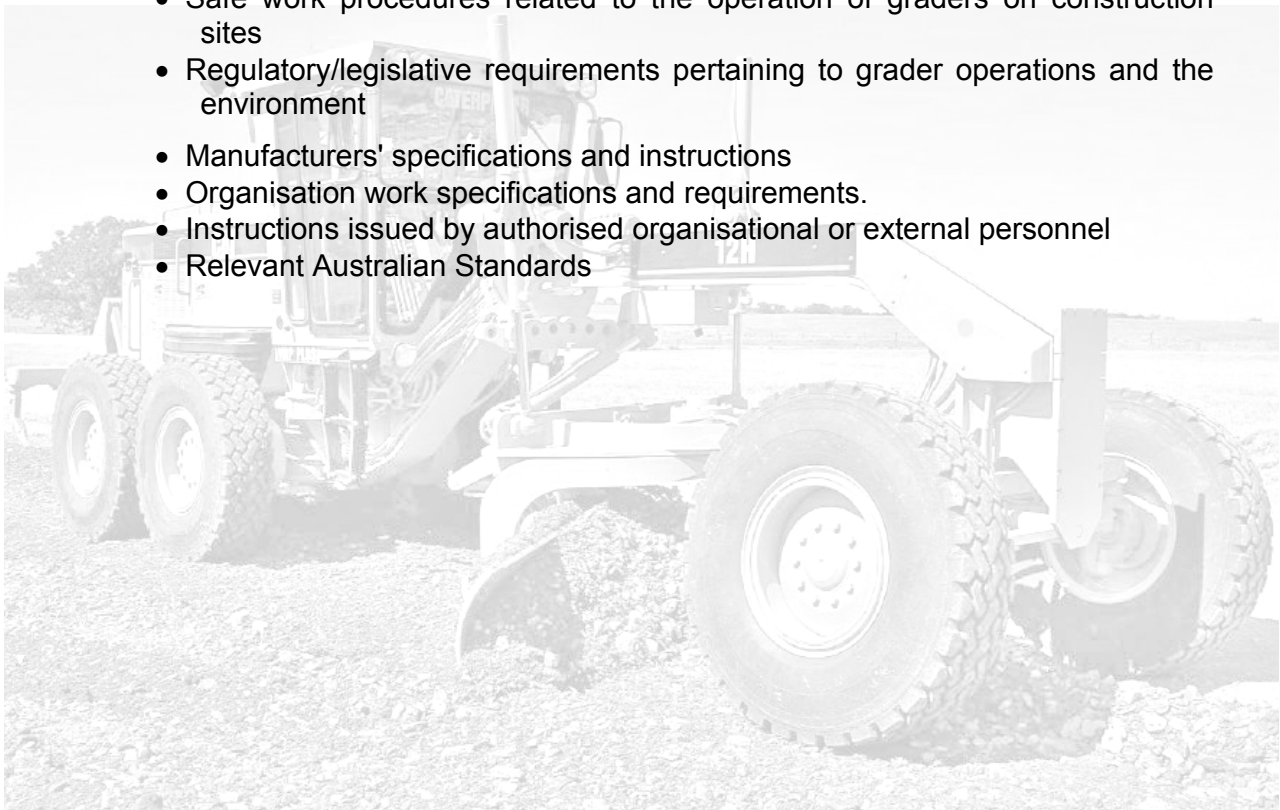 • Safe work procedures related to the operation of graders on construction
sites
• Regulatory/legislative requirements pertaining to grader operations and the
environment
• Manufacturers' specifications and instructions
• Organisation work specifications and requirements.
• Instructions issued by authorised organisational or external personnel
• Relevant Australian Standards
CATERPILLAR
12H